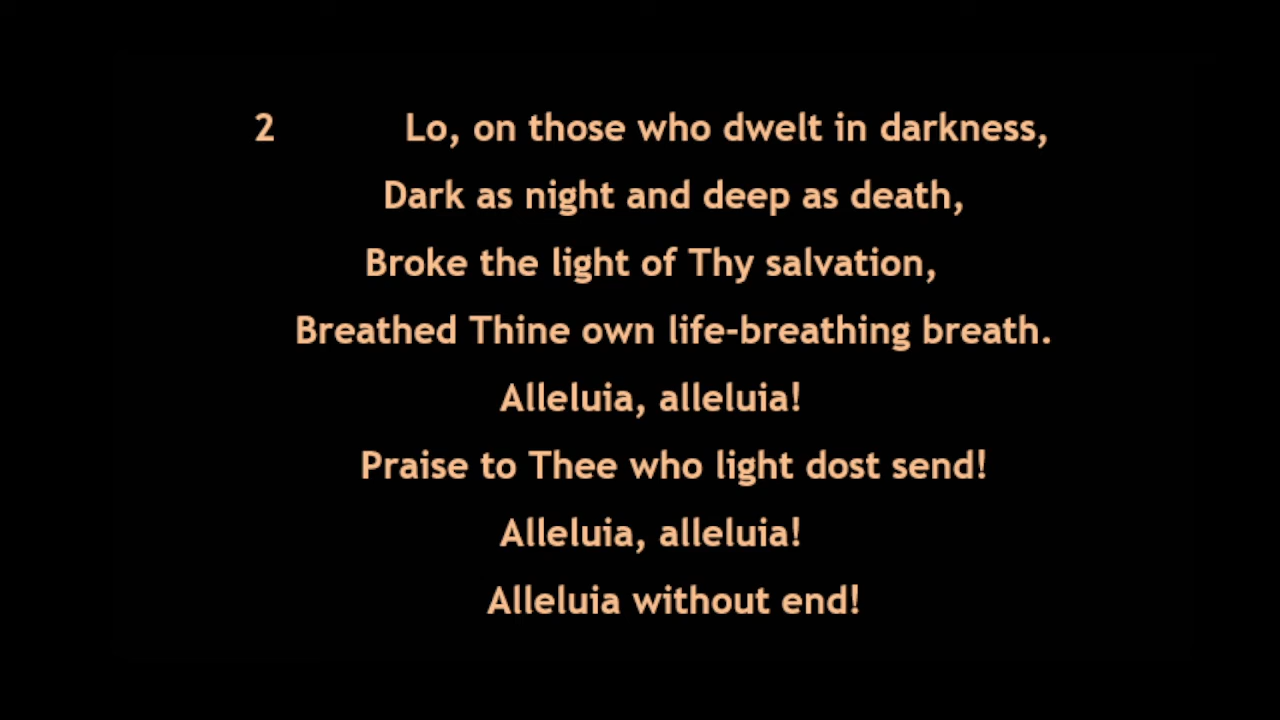 2 Lo, on those who dwelt in darkness,
Dark as night and deep as death,
Broke the light of Thy salvation,
Breathed Thine own life-breathing breath.
Alleluia, alleluia!
Praise to Thee who light dost send!
Alleluia, alleluia!
Alleluia without end!